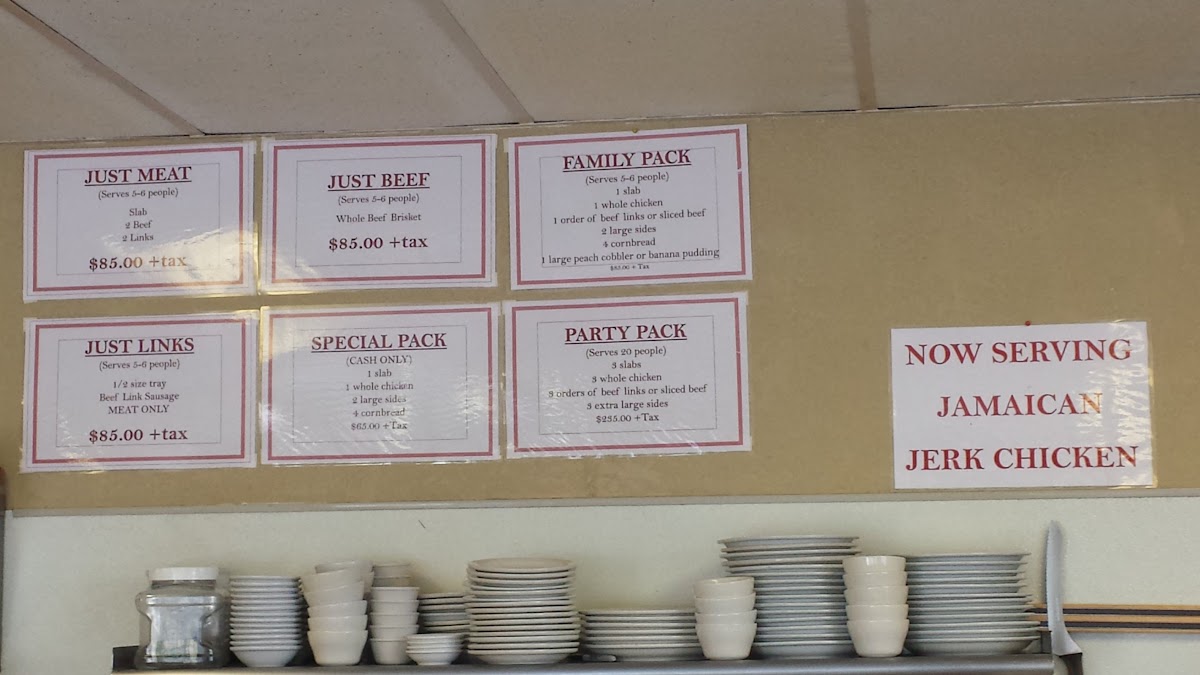 JUST MEAT
(Serves 5-6 people)
Slab
2 Beef
2 Links
$85.00 +tax
JUST BEEF
(Serves 5-6 people)
Whole Beef Brisket
$85.00 +tax
FAMILY PACK
(Serves 5-6 people)
1 slab
1 whole chicken
1 order of beef links or sliced beef
2 large sides
4 cornbread
1 large peach cobbler or banana pudding
$85.00 + Tax
JUST LINKS
(Serves 5-6 people)
1/2 size tray
Beef Link Sausage
MEAT ONLY
$85.00 +tax
SPECIAL PACK
(CASH ONLY)
1 slab
1 whole chicken
2 large sides
4 cornbread
$65.00 +Tax
PARTY PACK
(Serves 20 people)
3 slabs
3 whole chicken
3 orders of beef links or sliced beef
3 extra large sides
$235.00 +Tax
NOW SERVING
JAMAICAN
JERK CHICKEN